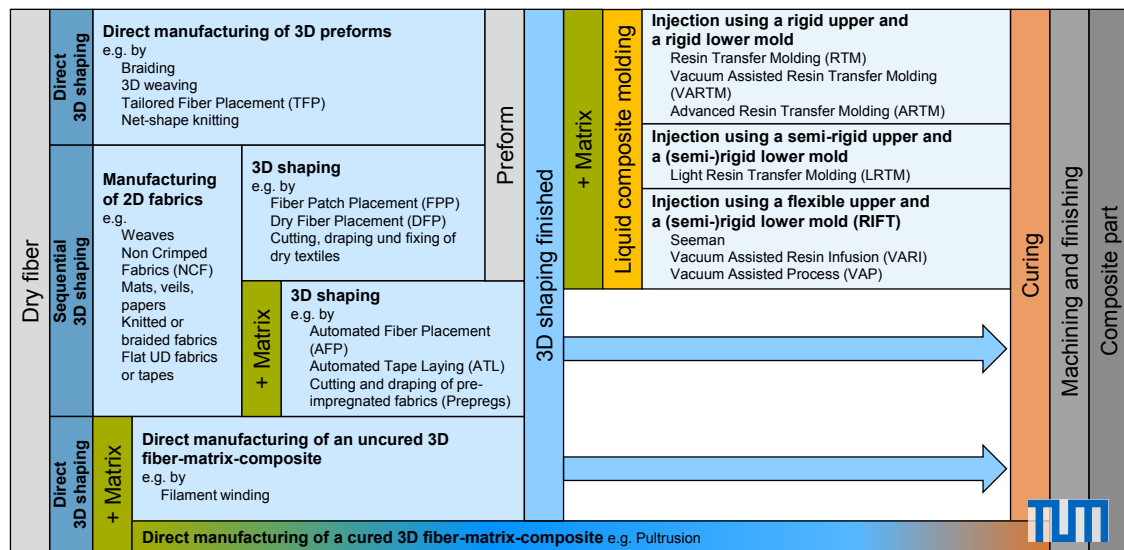 Dry fiber
Direct
3D shaping
Direct manufacturing of 3D preforms
e.g. by
Braiding
3D weaving
Tailored Fiber Placement (TFP)
Net-shape knitting
Sequential
3D shaping
Manufacturing
of 2D fabrics
e.g.
Weaves
Non Crimped
Fabrics (NCF)
Mats, veils,
papers
Knitted or
braided fabrics
Flat UD fabrics
or tapes
3D shaping
e.g. by
Fiber Patch Placement (FPP)
Dry Fiber Placement (DFP)
Cutting, draping und fixing of
dry textiles
Preform
+ Matrix
3D shaping
e.g. by
Automated Fiber Placement
(AFP)
Automated Tape Laying (ATL)
Cutting and draping of pre-
impregnated fabrics (Prepregs)
Direct
3D shaping
+ Matrix
Direct manufacturing of an uncured 3D
fiber-matrix-composite
e.g. by
Filament winding
Direct manufacturing of a cured 3D fiber-matrix-composite e.g. Pultrusion
3D shaping finished
+ Matrix
Liquid composite molding
Injection using a rigid upper and
a rigid lower mold
Resin Transfer Molding (RTM)
Vacuum Assisted Resin Transfer Molding
(VARTM)
Advanced Resin Transfer Molding (ARTM)
Injection using a semi-rigid upper and
a (semi-)rigid lower mold
Light Resin Transfer Molding (LRTM)
Injection using a flexible upper and
a (semi-)rigid lower mold (RIFT)
Seeman
Vacuum Assisted Resin Infusion (VARI)
Vacuum Assisted Process (VAP)
Curing
Machining and finishing
Composite part
TUM